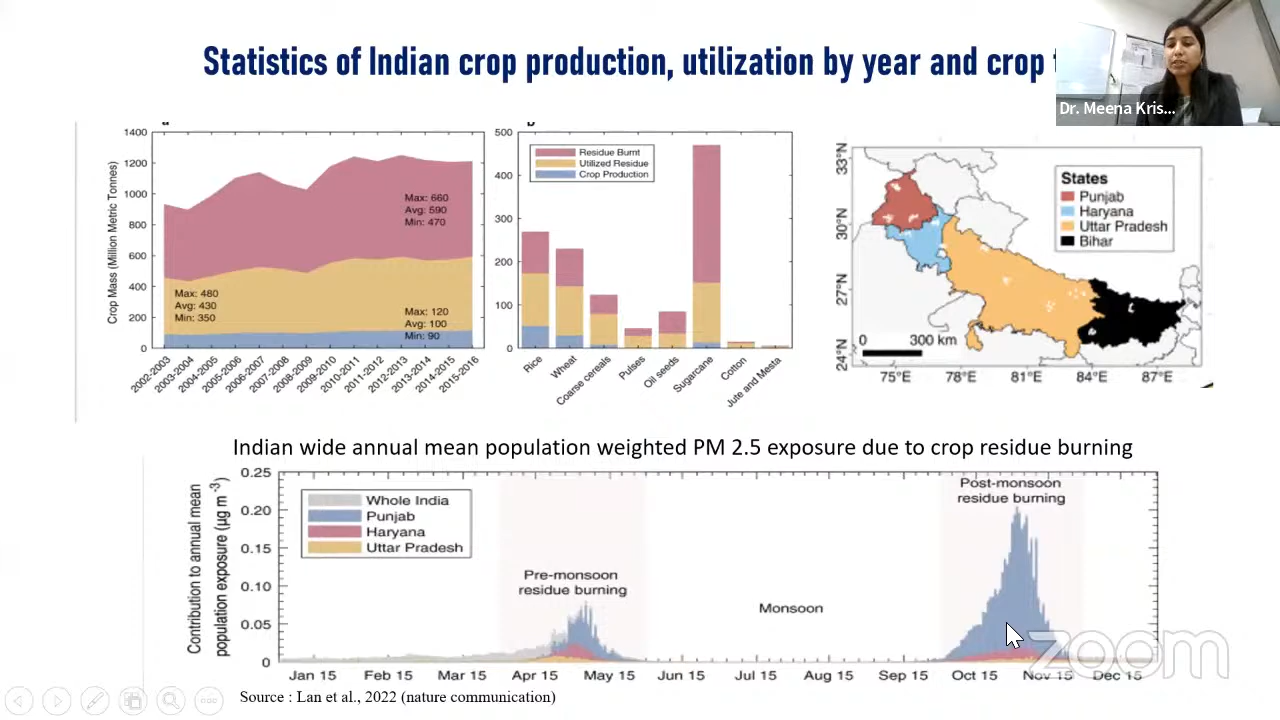 Statistics of Indian crop production, utilization by year and crop
Dr. Meena Kris...
a
1400
1200
1000
800
600
400
200
0
Crop Mass (Million Metric Tonnes)
Max: 660
Avg: 590
Min: 470
Max: 480
Avg: 430
Min: 350
Max: 120
Avg: 100
Min: 90
2002-2003
2003-2004
2004-2005
2005-2006
2006-2007
2007-2008
2008-2009
2009-2010
2010-2011
2011-2012
2012-2013
2013-2014
2014-2015
2015-2016
500
400
300
200
100
0
Residue Burnt
Utilized Residue
Crop Production
Rice
Wheat
Coarse cereals
Pulses
Oil seeds
Sugarcane
Cotton
Jute and Mesta
33°N
30°N
27°N
24°N
States
Punjab
Haryana
Uttar Pradesh
Bihar
0 300 km
75°E 78°E 81°E 84°E 87°E
Indian wide annual mean population weighted PM 2.5 exposure due to crop residue burning
0.25
0.20
0.15
0.10
0.05
0
Contribution to annual mean
population exposure (µg m⁻³)
Whole India
Punjab
Haryana
Uttar Pradesh
Pre-monsoon
residue burning
Monsoon
Post-monsoon
residue burning
Jan 15 Feb 15 Mar 15 Apr 15 May 15 Jun 15 Jul 15 Aug 15 Sep 15 Oct 15 Nov 15 Dec 15
zoom
Source : Lan et al., 2022 (nature communication)